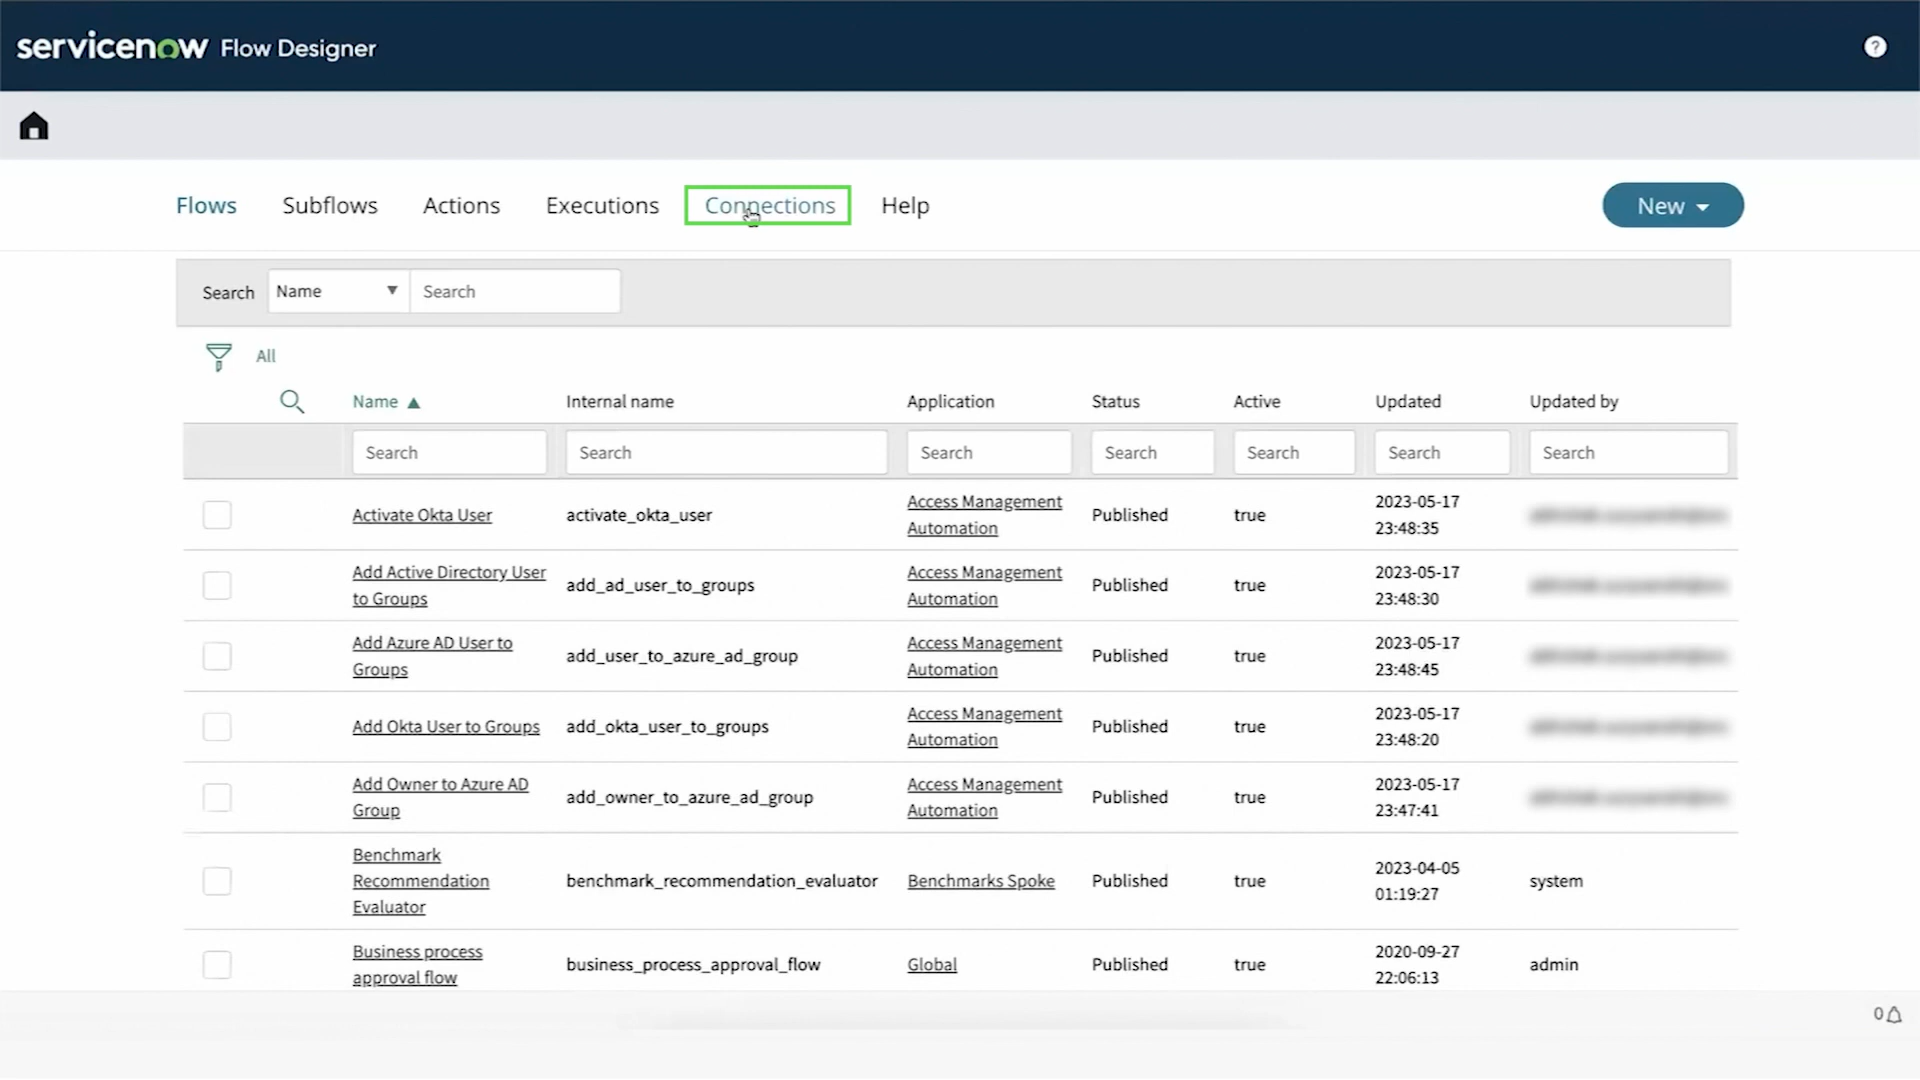 servicenow Flow Designer
?
Flows Subflows Actions Executions Connections Help New
Search Name Search
All
Name Internal name Application Status Active Updated Updated by
Search Search Search Search Search Search Search
Activate Okta User activate_okta_user Access Management Automation Published true 2023-05-17 23:48:35
Add Active Directory User to Groups add_ad_user_to_groups Access Management Automation Published true 2023-05-17 23:48:30
Add Azure AD User to Groups add_user_to_azure_ad_group Access Management Automation Published true 2023-05-17 23:48:45
Add Okta User to Groups add_okta_user_to_groups Access Management Automation Published true 2023-05-17 23:48:20
Add Owner to Azure AD Group add_owner_to_azure_ad_group Access Management Automation Published true 2023-05-17 23:47:41
Benchmark Recommendation Evaluator benchmark_recommendation_evaluator Benchmarks Spoke Published true 2023-04-05 01:19:27 system
Business process approval flow business_process_approval_flow Global Published true 2020-09-27 22:06:13 admin
0